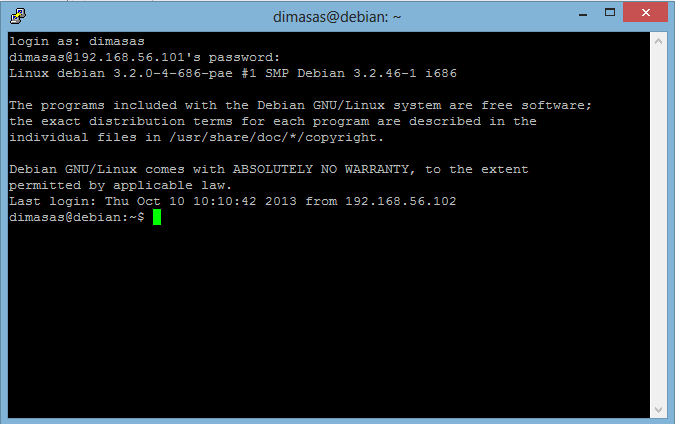 dimasas@debian: ~
login as: dimasas
dimasas@192.168.56.101's password:
Linux debian 3.2.0-4-686-pae #1 SMP Debian 3.2.46-1 i686
The programs included with the Debian GNU/Linux system are free software;
the exact distribution terms for each program are described in the
individual files in /usr/share/doc/*/copyright.
Debian GNU/Linux comes with ABSOLUTELY NO WARRANTY, to the extent
permitted by applicable law.
Last login: Thu Oct 10 10:10:42 2013 from 192.168.56.102
dimasas@debian:~$